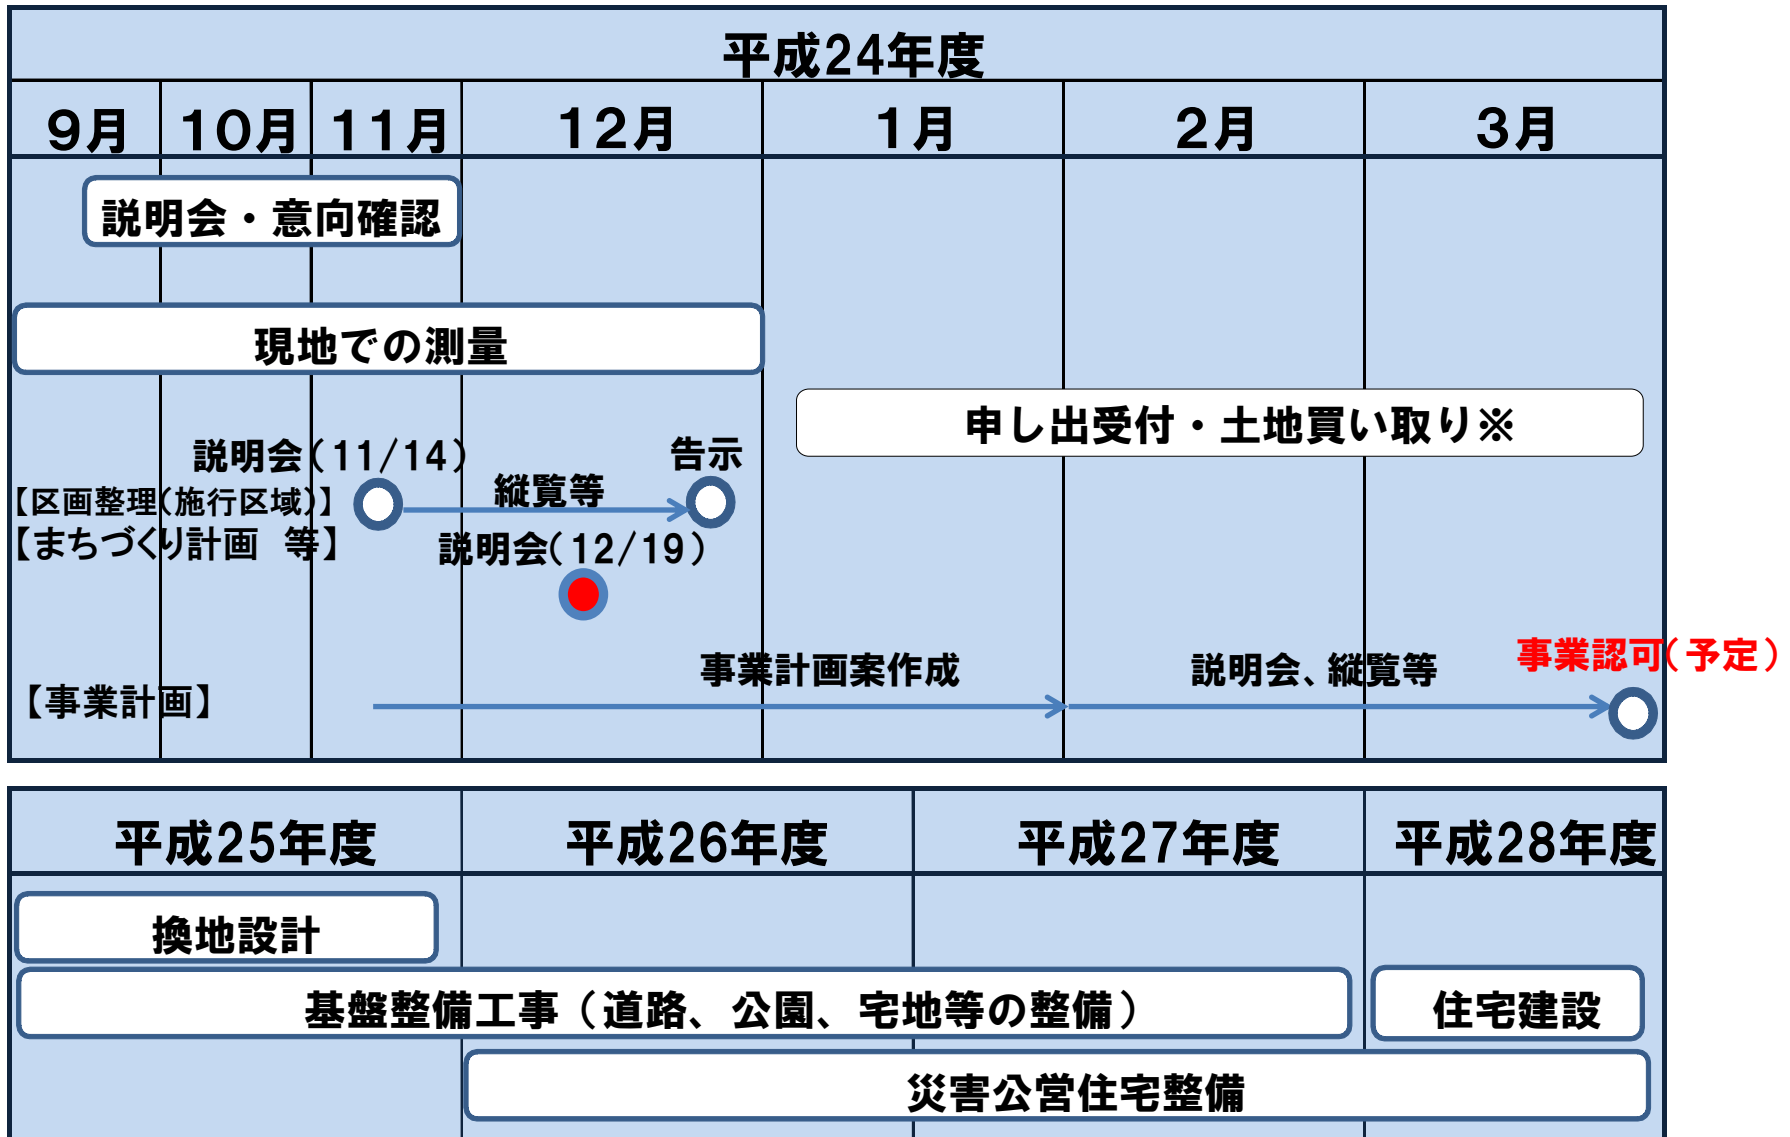 平成24年度
9月 10月 11月 12月 1月 2月 3月
説明会・意向確認
現地での測量
申し出受付・土地買い取り※
説明会(11/14) 告示
【区画整理(施行区域)】 縦覧等
【まちづくり計画 等】 説明会(12/19)
事業認可(予定)
事業計画案作成 説明会、縦覧等
【事業計画】
平成25年度 平成26年度 平成27年度 平成28年度
換地設計
基盤整備工事(道路、公園、宅地等の整備) 住宅建設
災害公営住宅整備